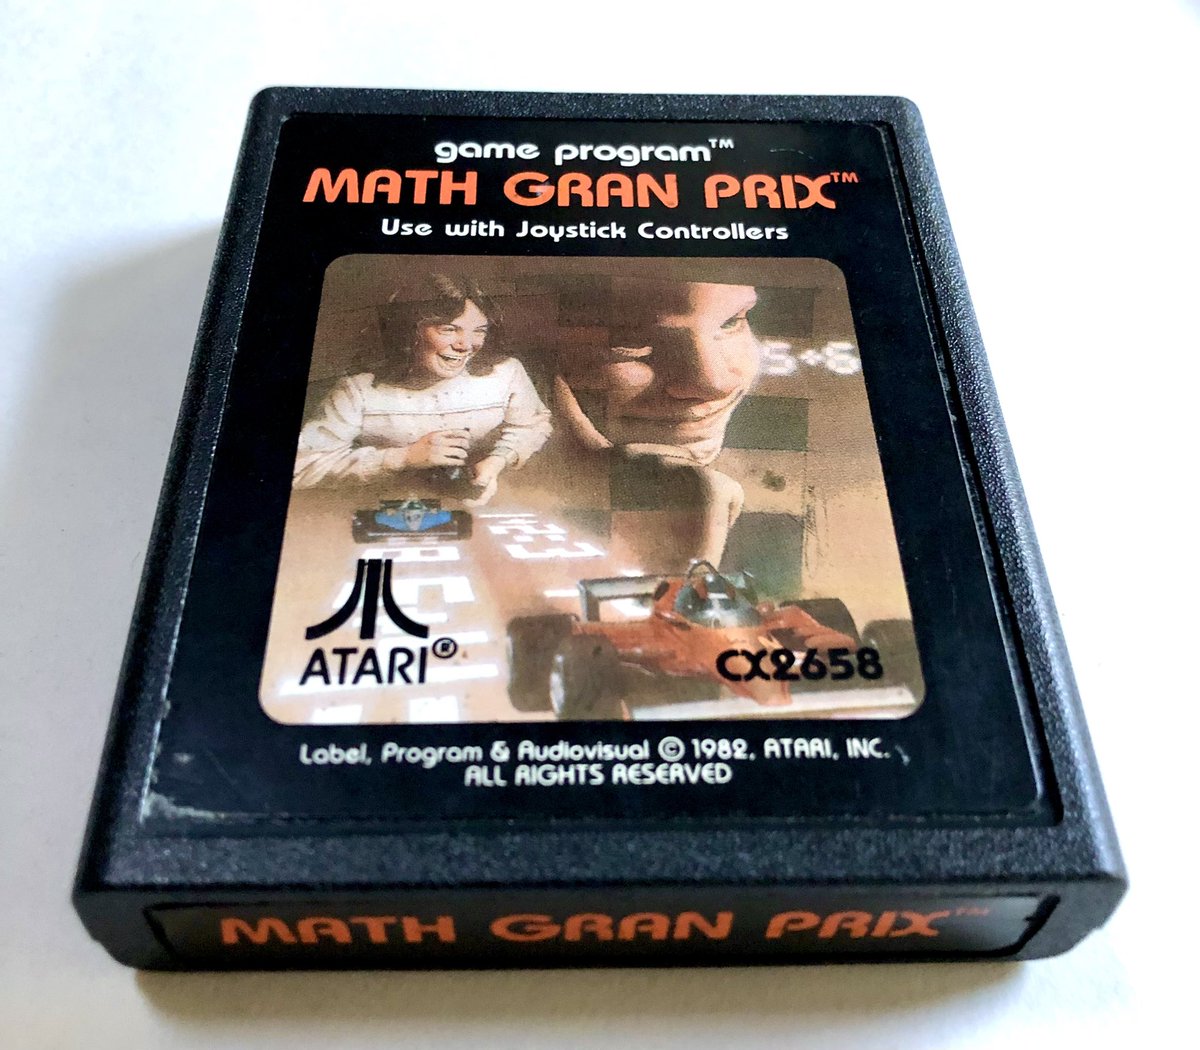 game program™
MATH GRAN PRIX™
Use with Joystick Controllers
5+6
ATARI®
CX2658
Label, Program & Audiovisual © 1982, ATARI, INC.
ALL RIGHTS RESERVED
MATH GRAN PRIX™